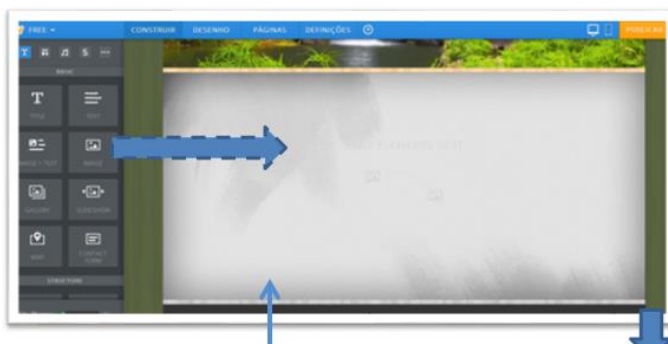 FREE
CONSTRUIR DESENHO PÁGINAS DEFINIÇÕES
PUBLICAR
T S
BASIC
T
TITLE TEXT
IMAGE + TEXT IMAGE
GALLERY SLIDESHOW
MAP CONTACT
FORM
STRUCTURE